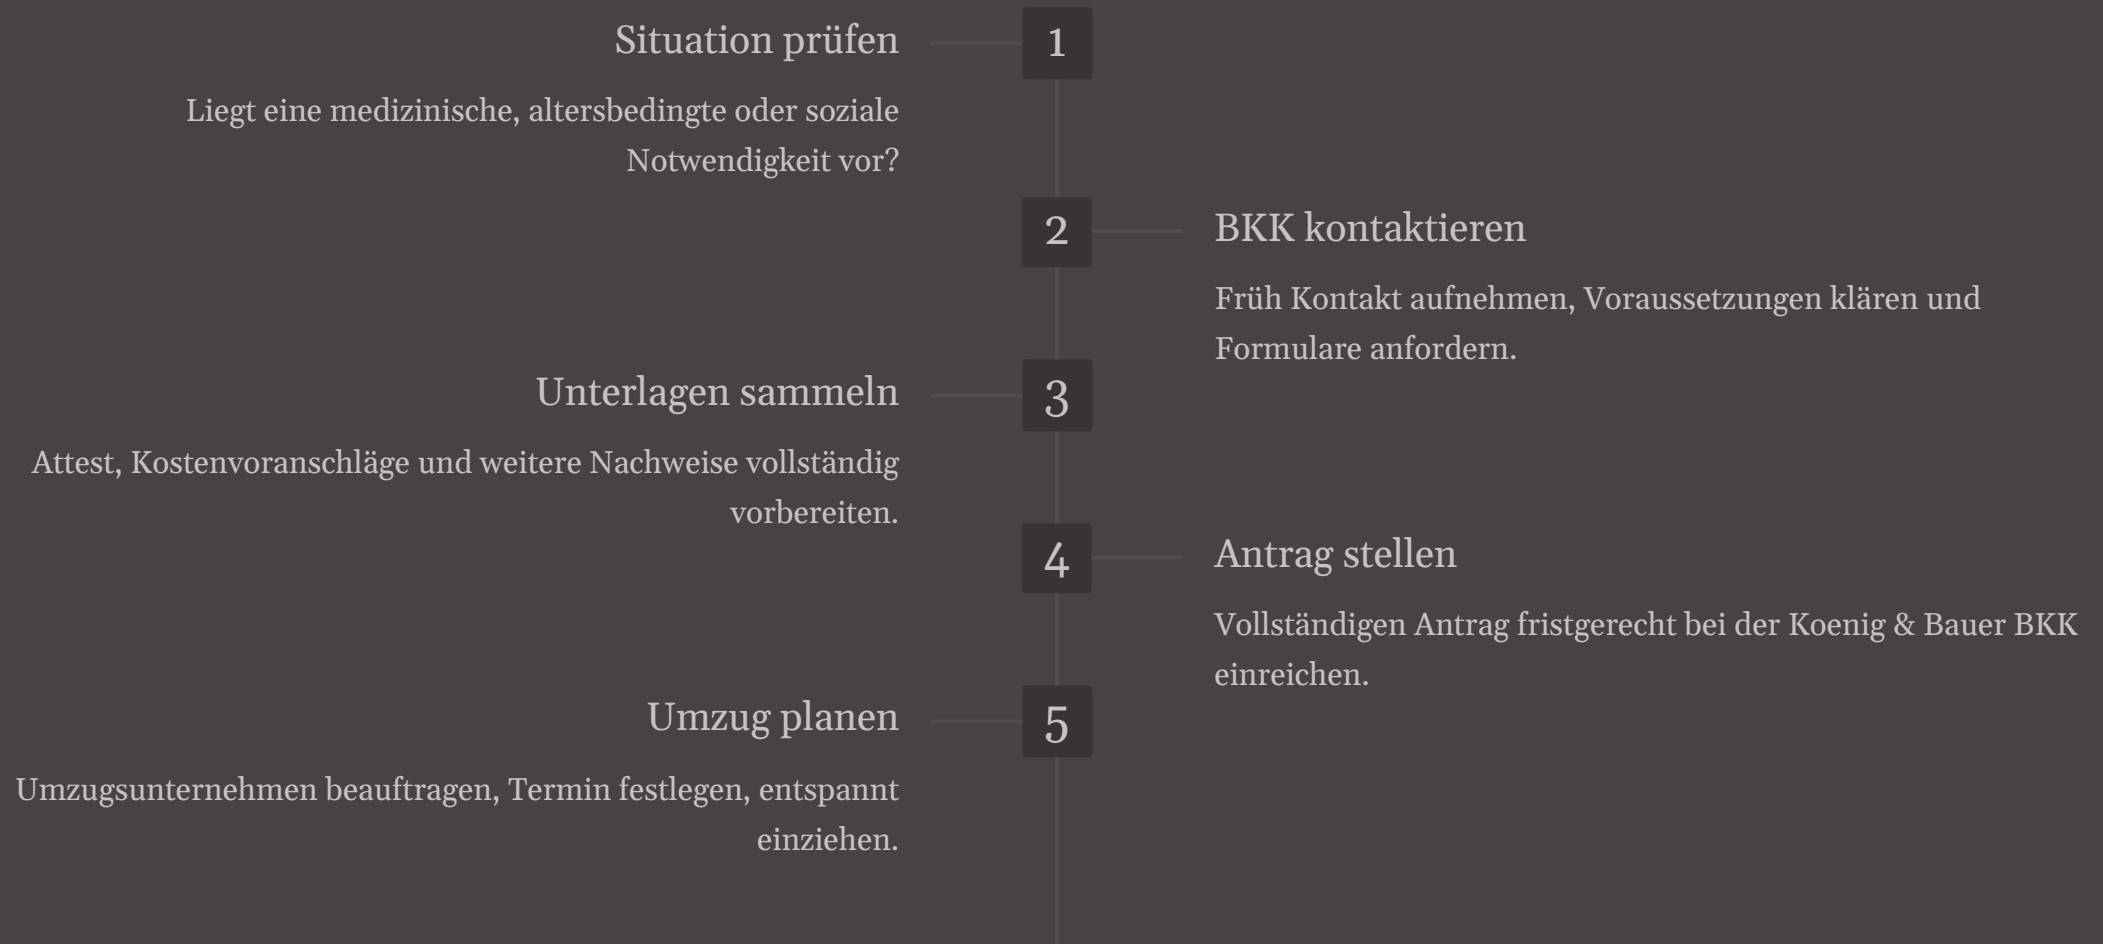 Situation prüfen
1
Liegt eine medizinische, altersbedingte oder soziale
Notwendigkeit vor?
2
BKK kontaktieren
Früh Kontakt aufnehmen, Voraussetzungen klären und
Formulare anfordern.
Unterlagen sammeln
3
Attest, Kostenvoranschläge und weitere Nachweise vollständig
vorbereiten.
4
Antrag stellen
Vollständigen Antrag fristgerecht bei der Koenig & Bauer BKK
einreichen.
Umzug planen
5
Umzugsunternehmen beauftragen, Termin festlegen, entspannt
einziehen.